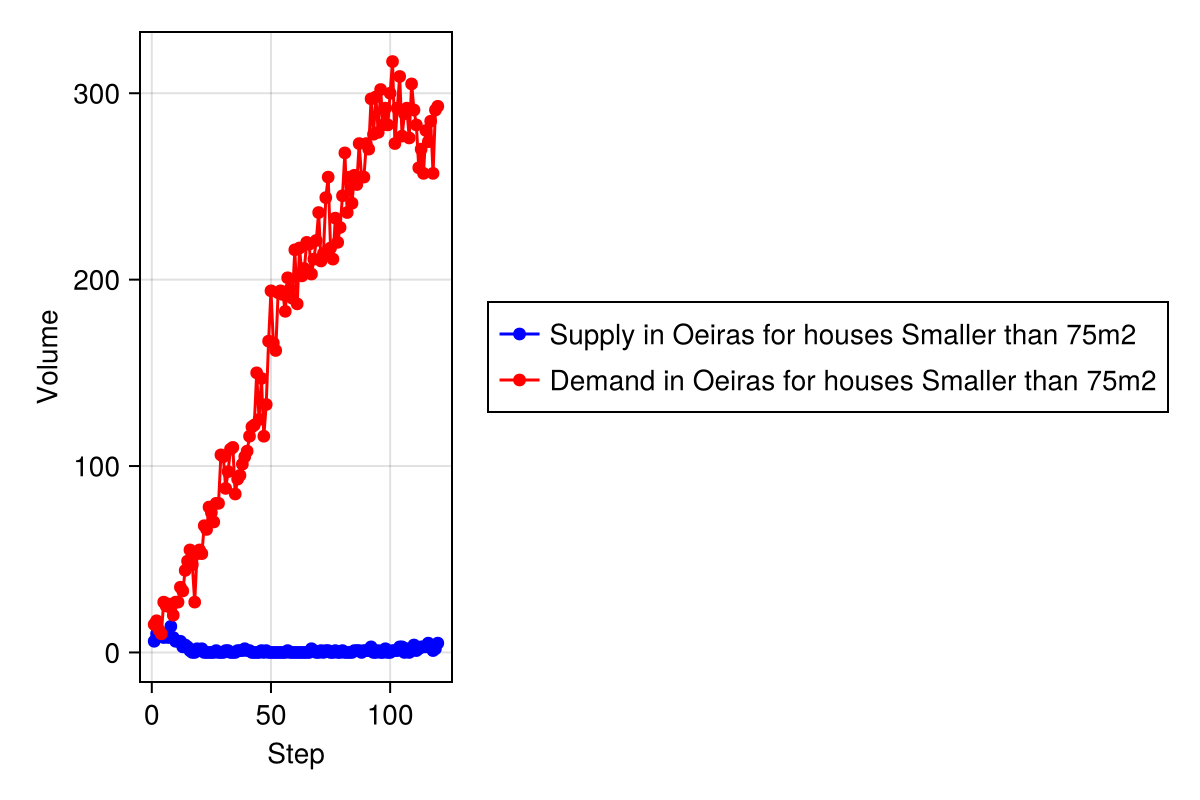 Volume
300
200
100
0
0 50 100
Step
Supply in Oeiras for houses Smaller than 75m2
Demand in Oeiras for houses Smaller than 75m2